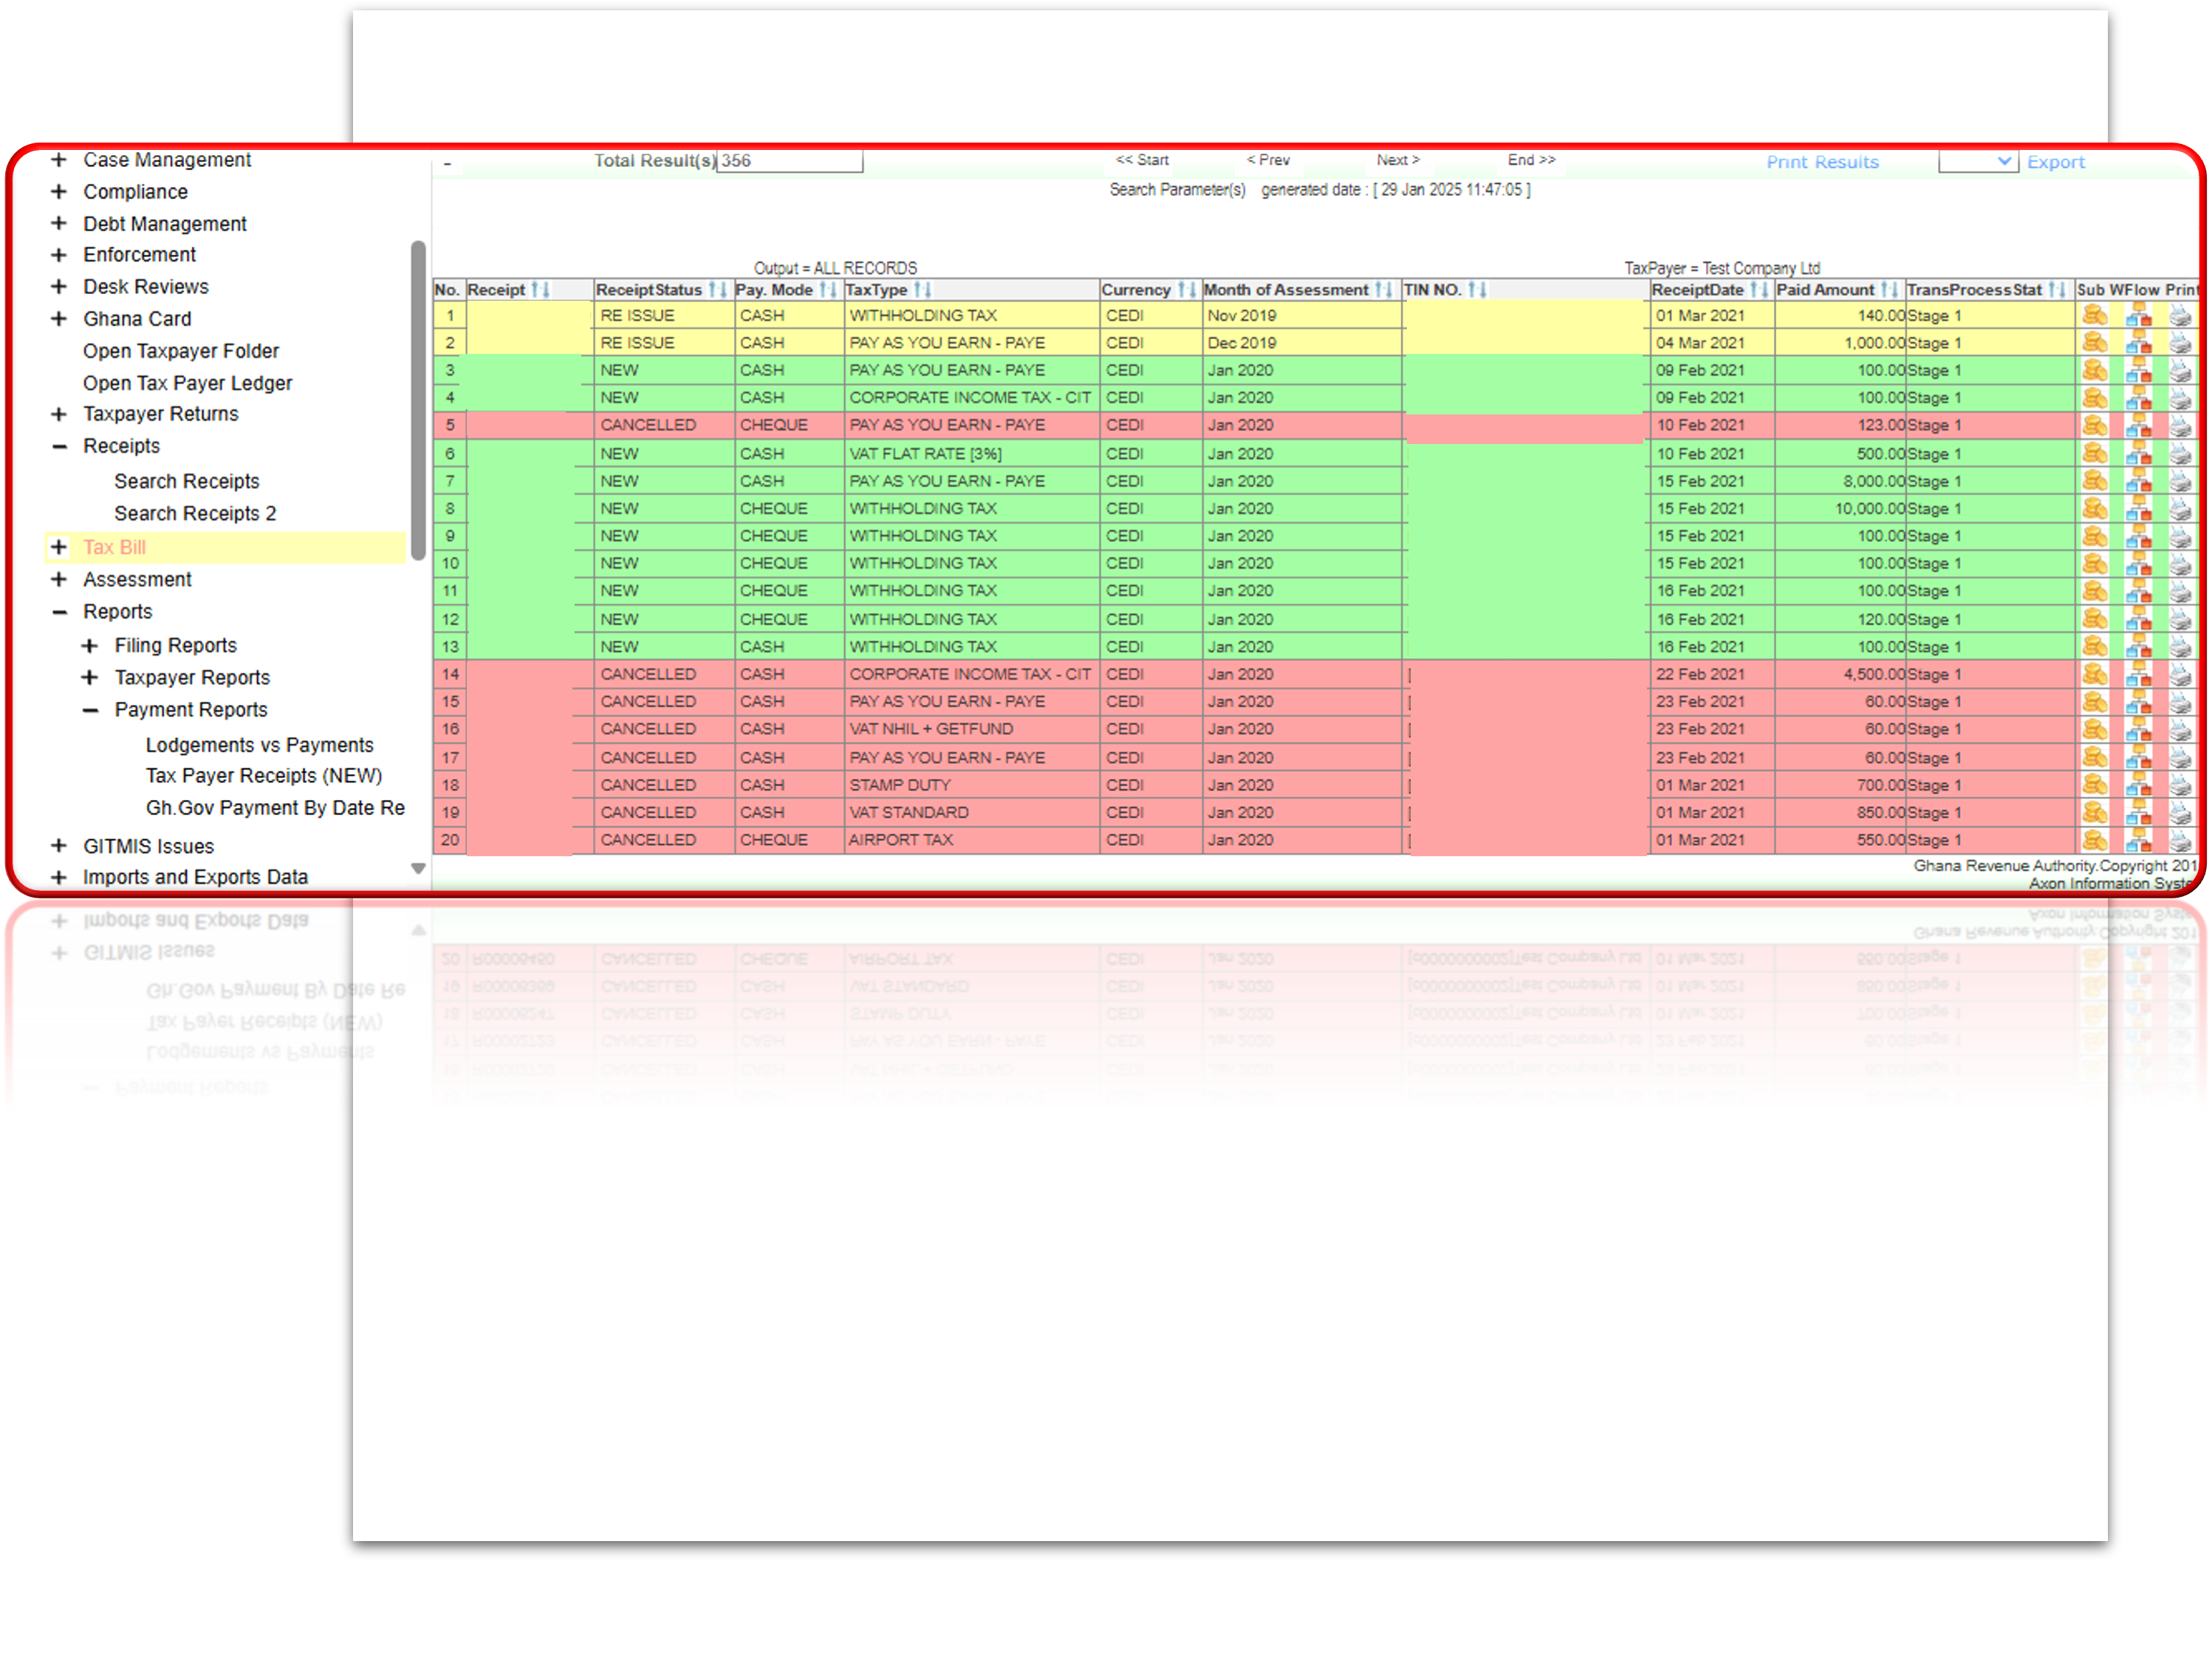 Case Management
Compliance
Debt Management
Enforcement
Desk Reviews
Ghana Card
Open Taxpayer Folder
Open Tax Payer Ledger
Taxpayer Returns
Receipts
Search Receipts
Search Receipts 2
Tax Bill
Assessment
Reports
Filing Reports
Taxpayer Reports
Payment Reports
Lodgements vs Payments
Tax Payer Receipts (NEW)
Gh.Gov Payment By Date Re
GITMIS Issues
Imports and Exports Data
Total Result(s) 356 << Start < Prev Next > End >> Print Results Export
Search Parameter(s) generated date : [ 29 Jan 2025 11:47:05 ]
Output = ALL RECORDS TaxPayer = Test Company Ltd
No. Receipt ReceiptStatus Pay. Mode TaxType Currency Month of Assessment TIN NO. ReceiptDate Paid Amount TransProcessStat Sub WFlow Print
1 RE ISSUE CASH WITHHOLDING TAX CEDI Nov 2019 01 Mar 2021 140.00 Stage 1
2 RE ISSUE CASH PAY AS YOU EARN - PAYE CEDI Dec 2019 04 Mar 2021 1,000.00 Stage 1
3 NEW CASH PAY AS YOU EARN - PAYE CEDI Jan 2020 09 Feb 2021 100.00 Stage 1
4 NEW CASH CORPORATE INCOME TAX - CIT CEDI Jan 2020 09 Feb 2021 100.00 Stage 1
5 CANCELLED CHEQUE PAY AS YOU EARN - PAYE CEDI Jan 2020 10 Feb 2021 123.00 Stage 1
6 NEW CASH VAT FLAT RATE [3%] CEDI Jan 2020 10 Feb 2021 500.00 Stage 1
7 NEW CASH PAY AS YOU EARN - PAYE CEDI Jan 2020 15 Feb 2021 8,000.00 Stage 1
8 NEW CHEQUE WITHHOLDING TAX CEDI Jan 2020 15 Feb 2021 10,000.00 Stage 1
9 NEW CHEQUE WITHHOLDING TAX CEDI Jan 2020 15 Feb 2021 100.00 Stage 1
10 NEW CHEQUE WITHHOLDING TAX CEDI Jan 2020 15 Feb 2021 100.00 Stage 1
11 NEW CHEQUE WITHHOLDING TAX CEDI Jan 2020 16 Feb 2021 100.00 Stage 1
12 NEW CHEQUE WITHHOLDING TAX CEDI Jan 2020 16 Feb 2021 120.00 Stage 1
13 NEW CASH WITHHOLDING TAX CEDI Jan 2020 16 Feb 2021 100.00 Stage 1
14 CANCELLED CASH CORPORATE INCOME TAX - CIT CEDI Jan 2020 [ 22 Feb 2021 4,500.00 Stage 1
15 CANCELLED CASH PAY AS YOU EARN - PAYE CEDI Jan 2020 [ 23 Feb 2021 60.00 Stage 1
16 CANCELLED CASH VAT NHIL + GETFUND CEDI Jan 2020 [ 23 Feb 2021 60.00 Stage 1
17 CANCELLED CASH PAY AS YOU EARN - PAYE CEDI Jan 2020 [ 23 Feb 2021 60.00 Stage 1
18 CANCELLED CASH STAMP DUTY CEDI Jan 2020 [ 01 Mar 2021 700.00 Stage 1
19 CANCELLED CASH VAT STANDARD CEDI Jan 2020 [ 01 Mar 2021 850.00 Stage 1
20 CANCELLED CHEQUE AIRPORT TAX CEDI Jan 2020 [ 01 Mar 2021 550.00 Stage 1
Ghana Revenue Authority.Copyright 201
Axon Information Syste